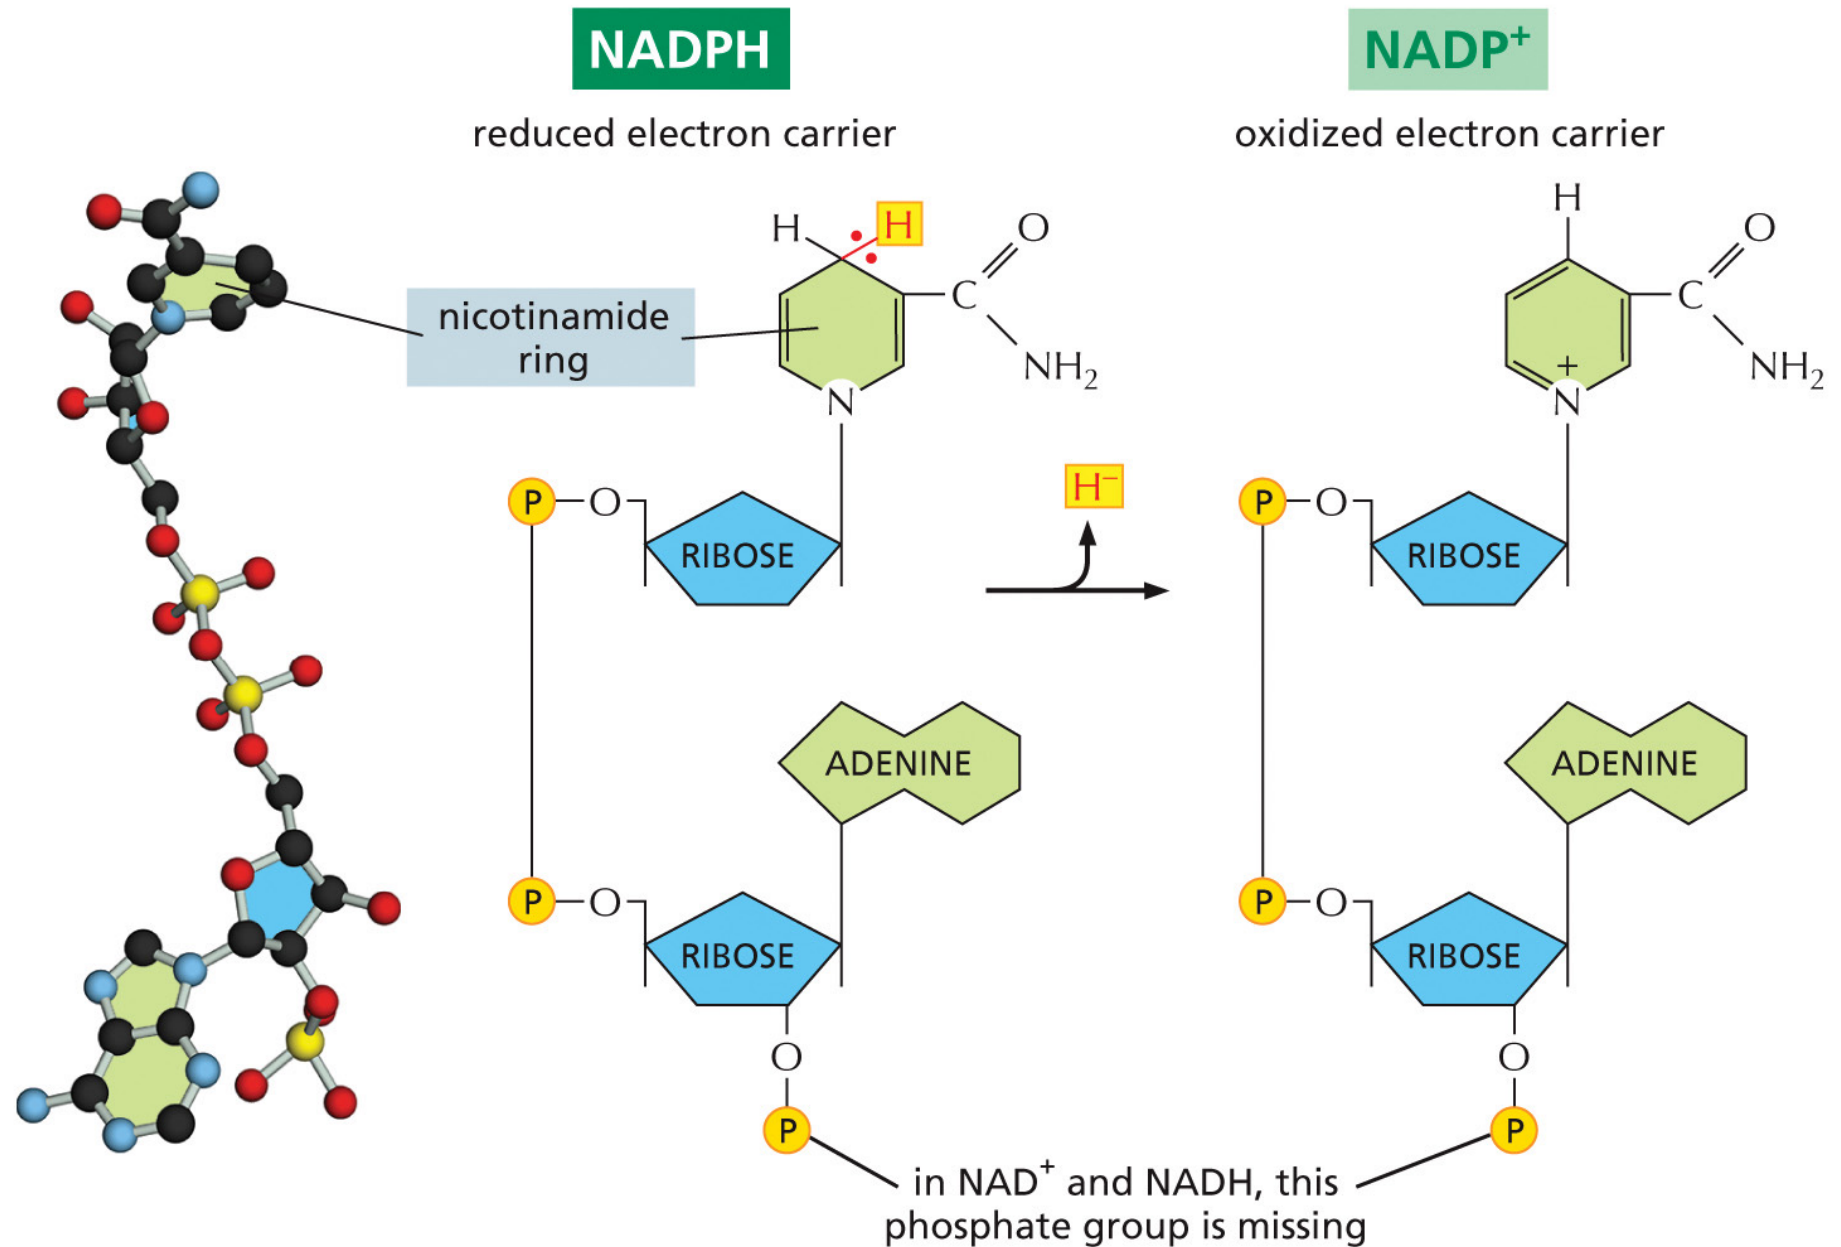 NADPH
NADP⁺
reduced electron carrier
oxidized electron carrier
H
H
O
C
NH₂
N
nicotinamide
ring
H
O
C
NH₂
+
N
P
O
RIBOSE
H⁻
P
O
RIBOSE
ADENINE
ADENINE
P
O
RIBOSE
P
O
RIBOSE
O
O
P
P
in NAD⁺ and NADH, this
phosphate group is missing